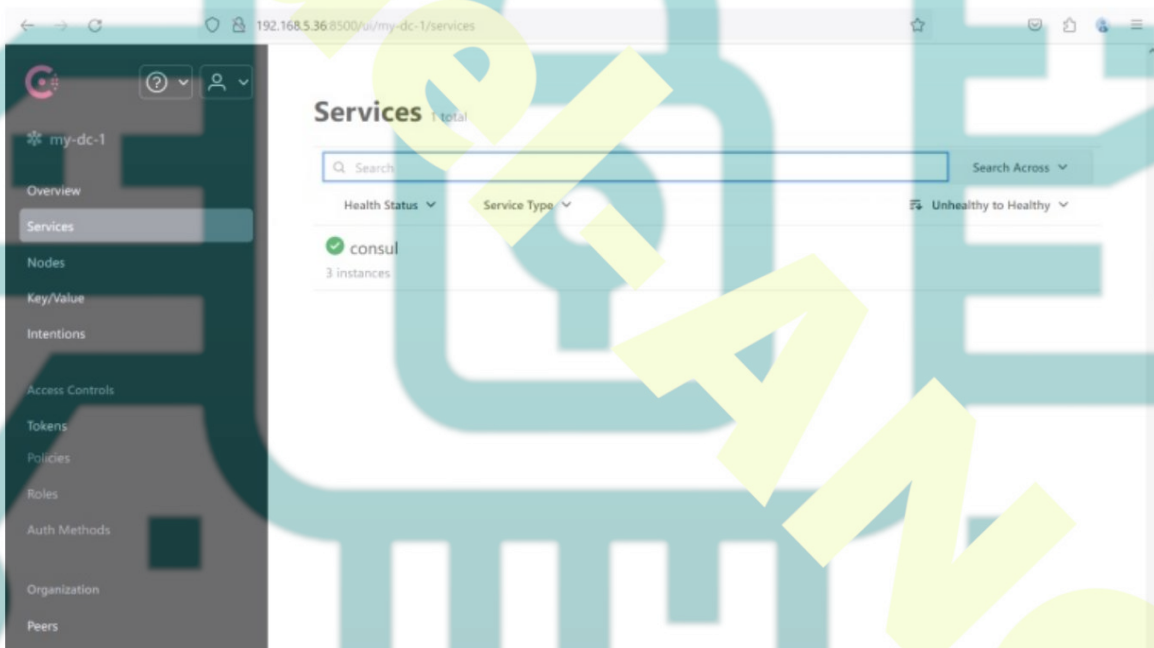 192.168.5.36:8500/ui/my-dc-1/services
my-dc-1
Overview
Services
Nodes
Key/Value
Intentions
Access Controls
Tokens
Policies
Roles
Auth Methods
Organization
Peers
Services 1 total
Search
Search Across
Health Status
Service Type
Unhealthy to Healthy
consul
3 instances